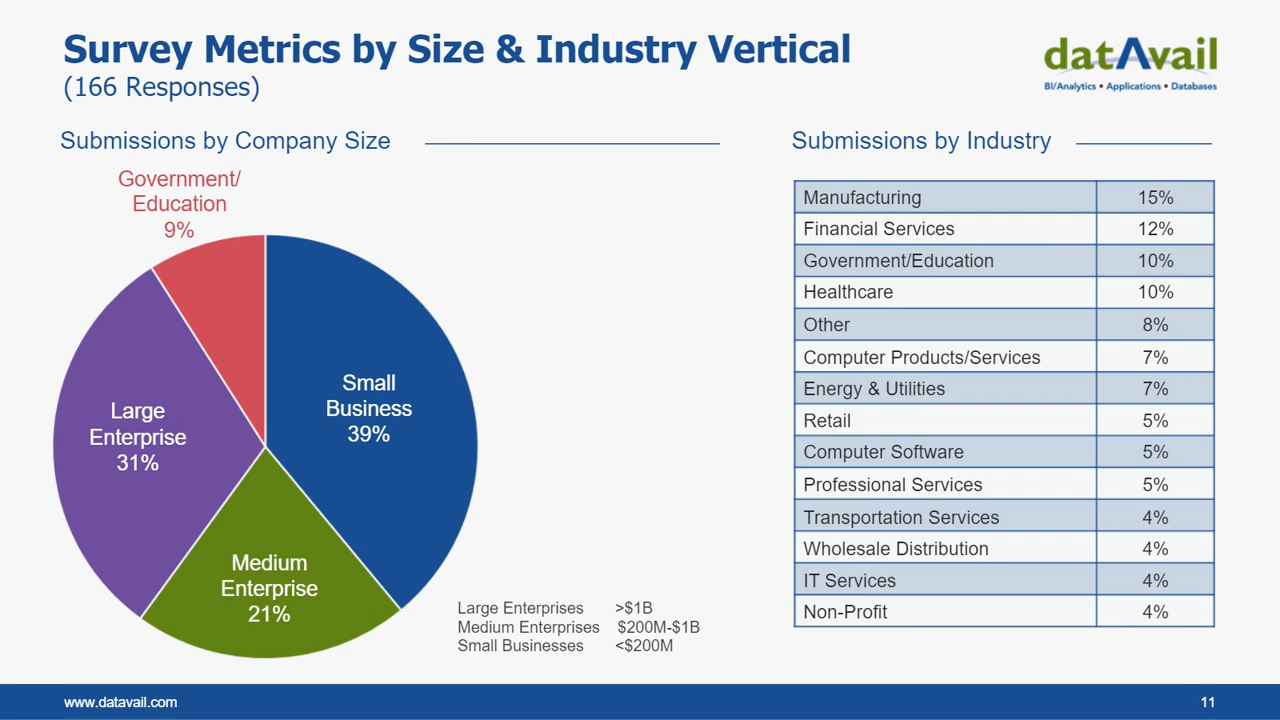 Survey Metrics by Size & Industry Vertical
(166 Responses)
datAvail
BI/Analytics • Applications • Databases
Submissions by Company Size
Government/
Education
9%
Small
Business
39%
Large
Enterprise
31%
Medium
Enterprise
21%
Large Enterprises >$1B
Medium Enterprises $200M-$1B
Small Businesses <$200M
Submissions by Industry
Manufacturing 15%
Financial Services 12%
Government/Education 10%
Healthcare 10%
Other 8%
Computer Products/Services 7%
Energy & Utilities 7%
Retail 5%
Computer Software 5%
Professional Services 5%
Transportation Services 4%
Wholesale Distribution 4%
IT Services 4%
Non-Profit 4%
www.datavail.com
11